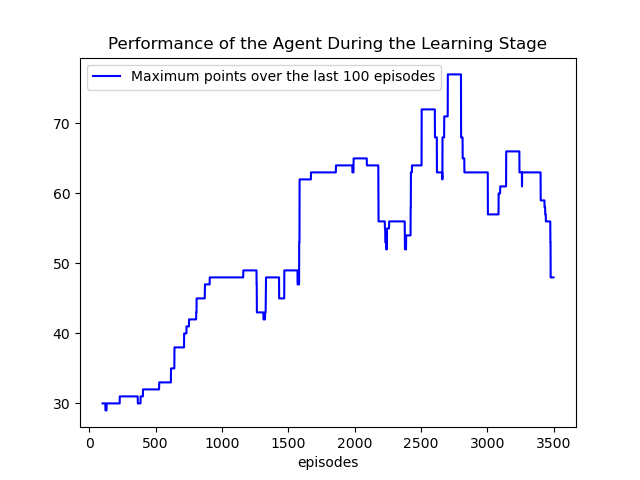 Performance of the Agent During the Learning Stage
Maximum points over the last 100 episodes
70
60
50
40
30
0 500 1000 1500 2000 2500 3000 3500
episodes